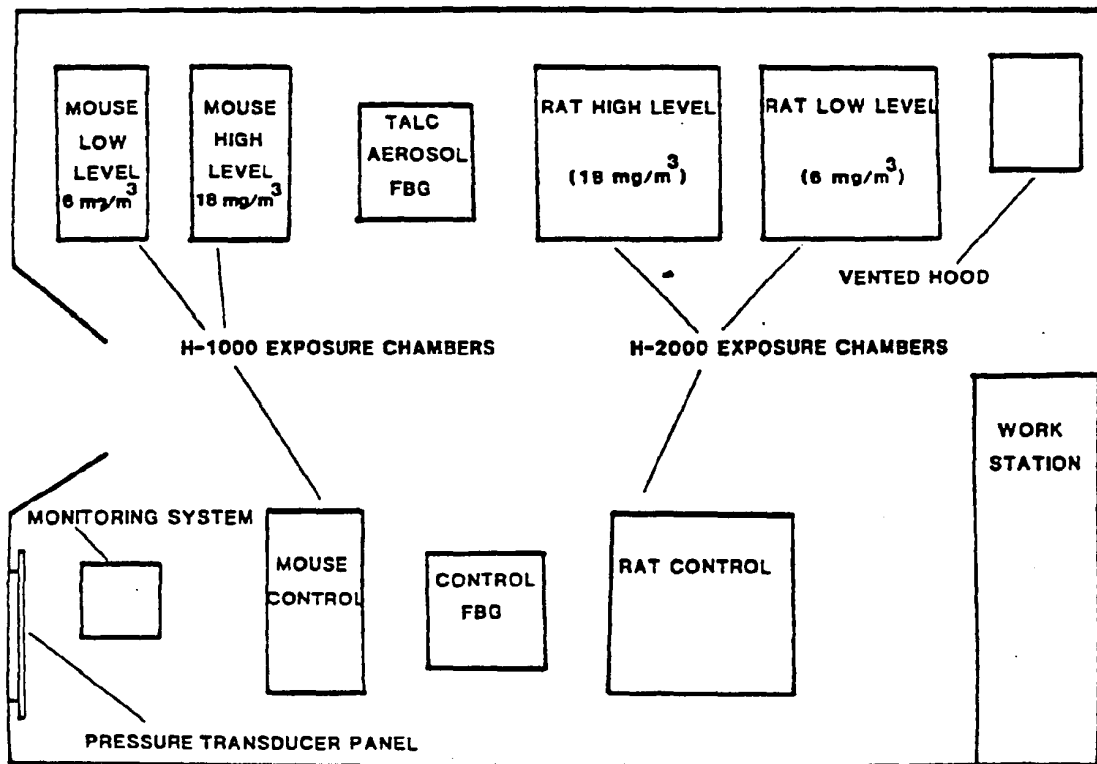 MOUSE
LOW
LEVEL
6 mg/m³
MOUSE
HIGH
LEVEL
18 mg/m³
TALC
AEROSOL
FBG
RAT HIGH LEVEL
(18 mg/m³)
RAT LOW LEVEL
(6 mg/m³)
VENTED HOOD
H-1000 EXPOSURE CHAMBERS
H-2000 EXPOSURE CHAMBERS
WORK
STATION
MONITORING SYSTEM
MOUSE
CONTROL
CONTROL
FBG
RAT CONTROL
PRESSURE TRANSDUCER PANEL